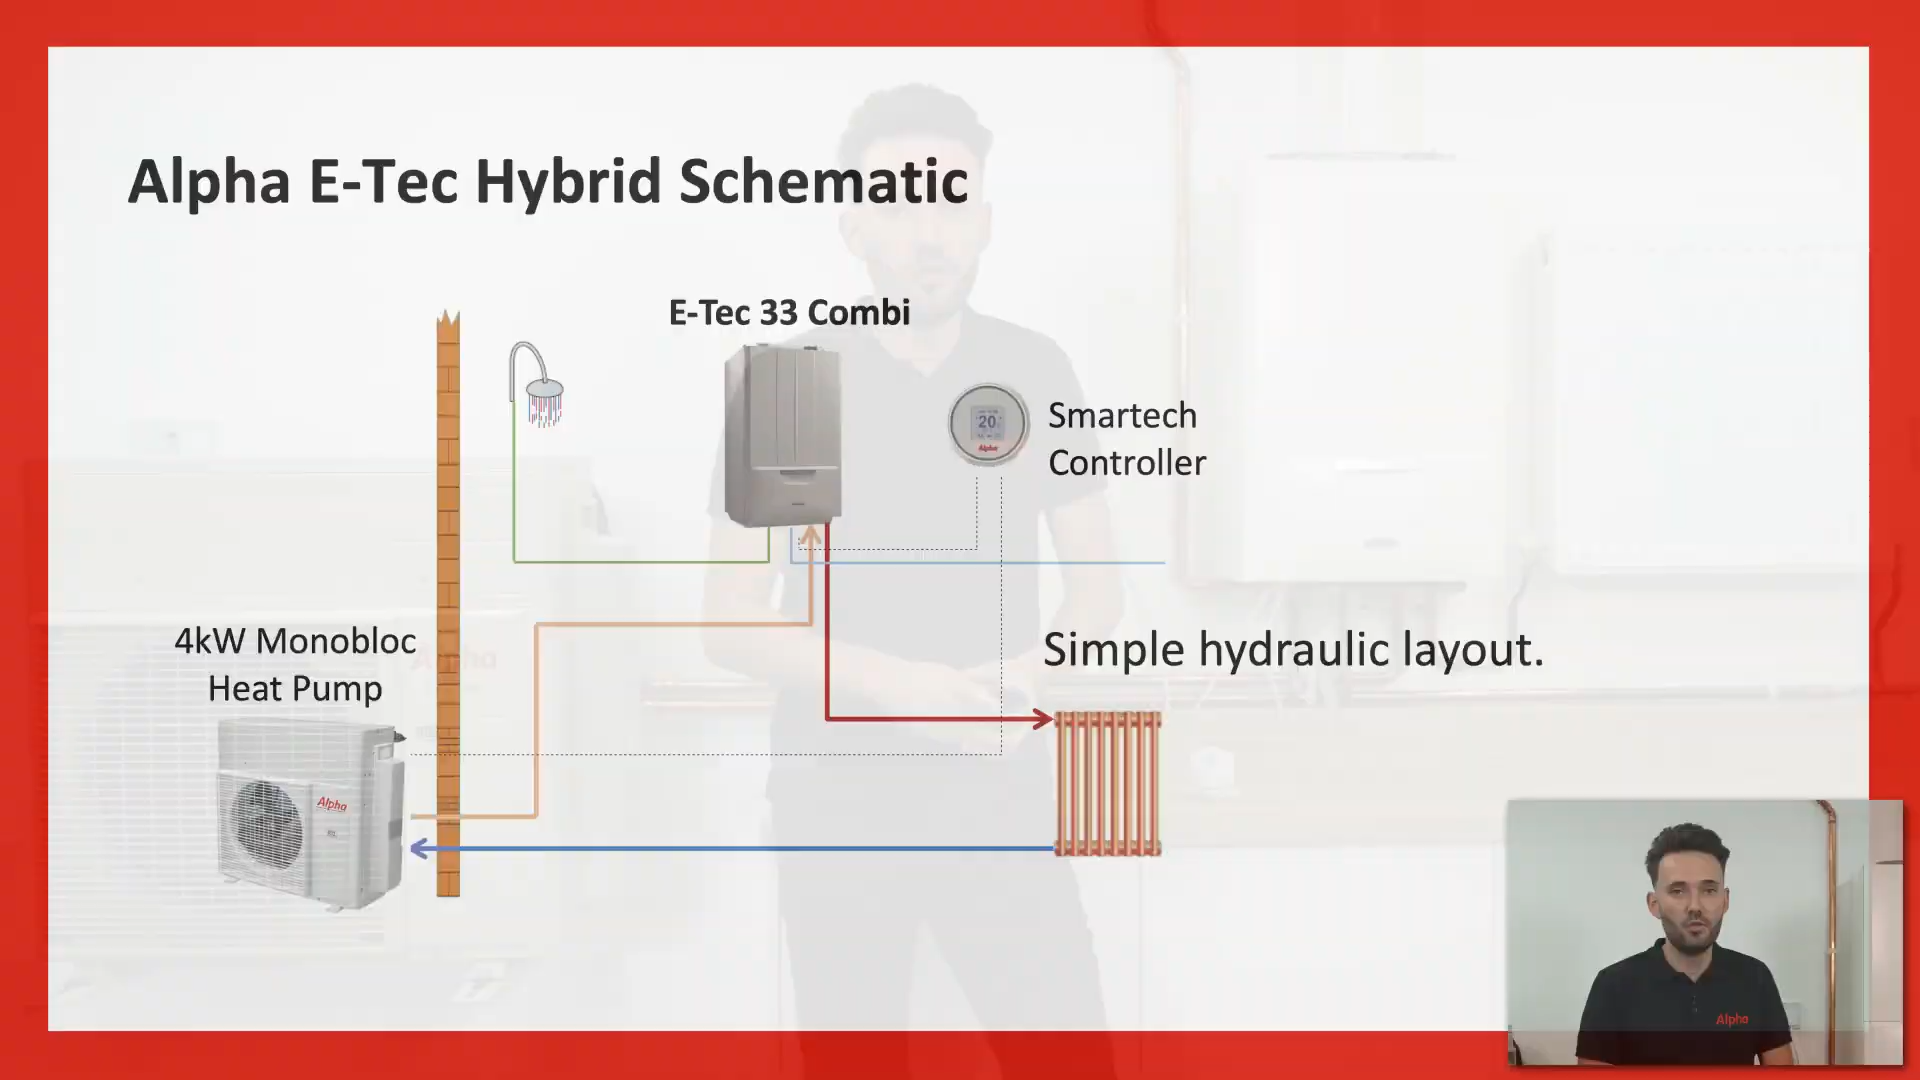 Alpha E-Tec Hybrid Schematic
E-Tec 33 Combi
20
Alpha
Smartech
Controller
4kW Monobloc
Heat Pump
Alpha
Simple hydraulic layout.
Alpha
Alpha